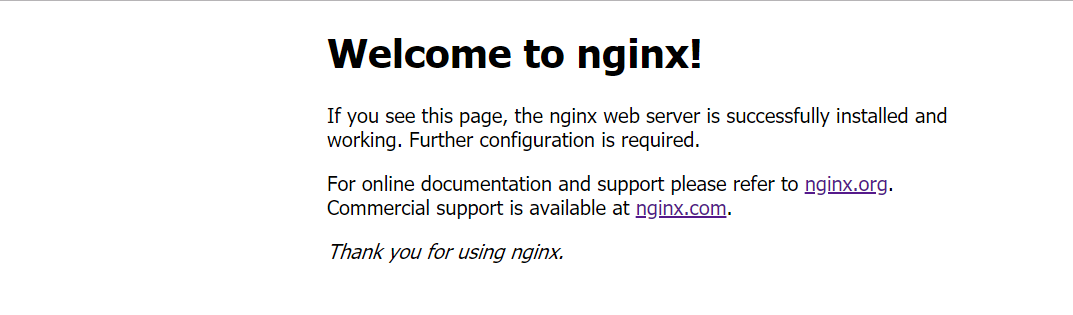 Welcome to nginx!
If you see this page, the nginx web server is successfully installed and
working. Further configuration is required.
For online documentation and support please refer to nginx.org.
Commercial support is available at nginx.com.
Thank you for using nginx.